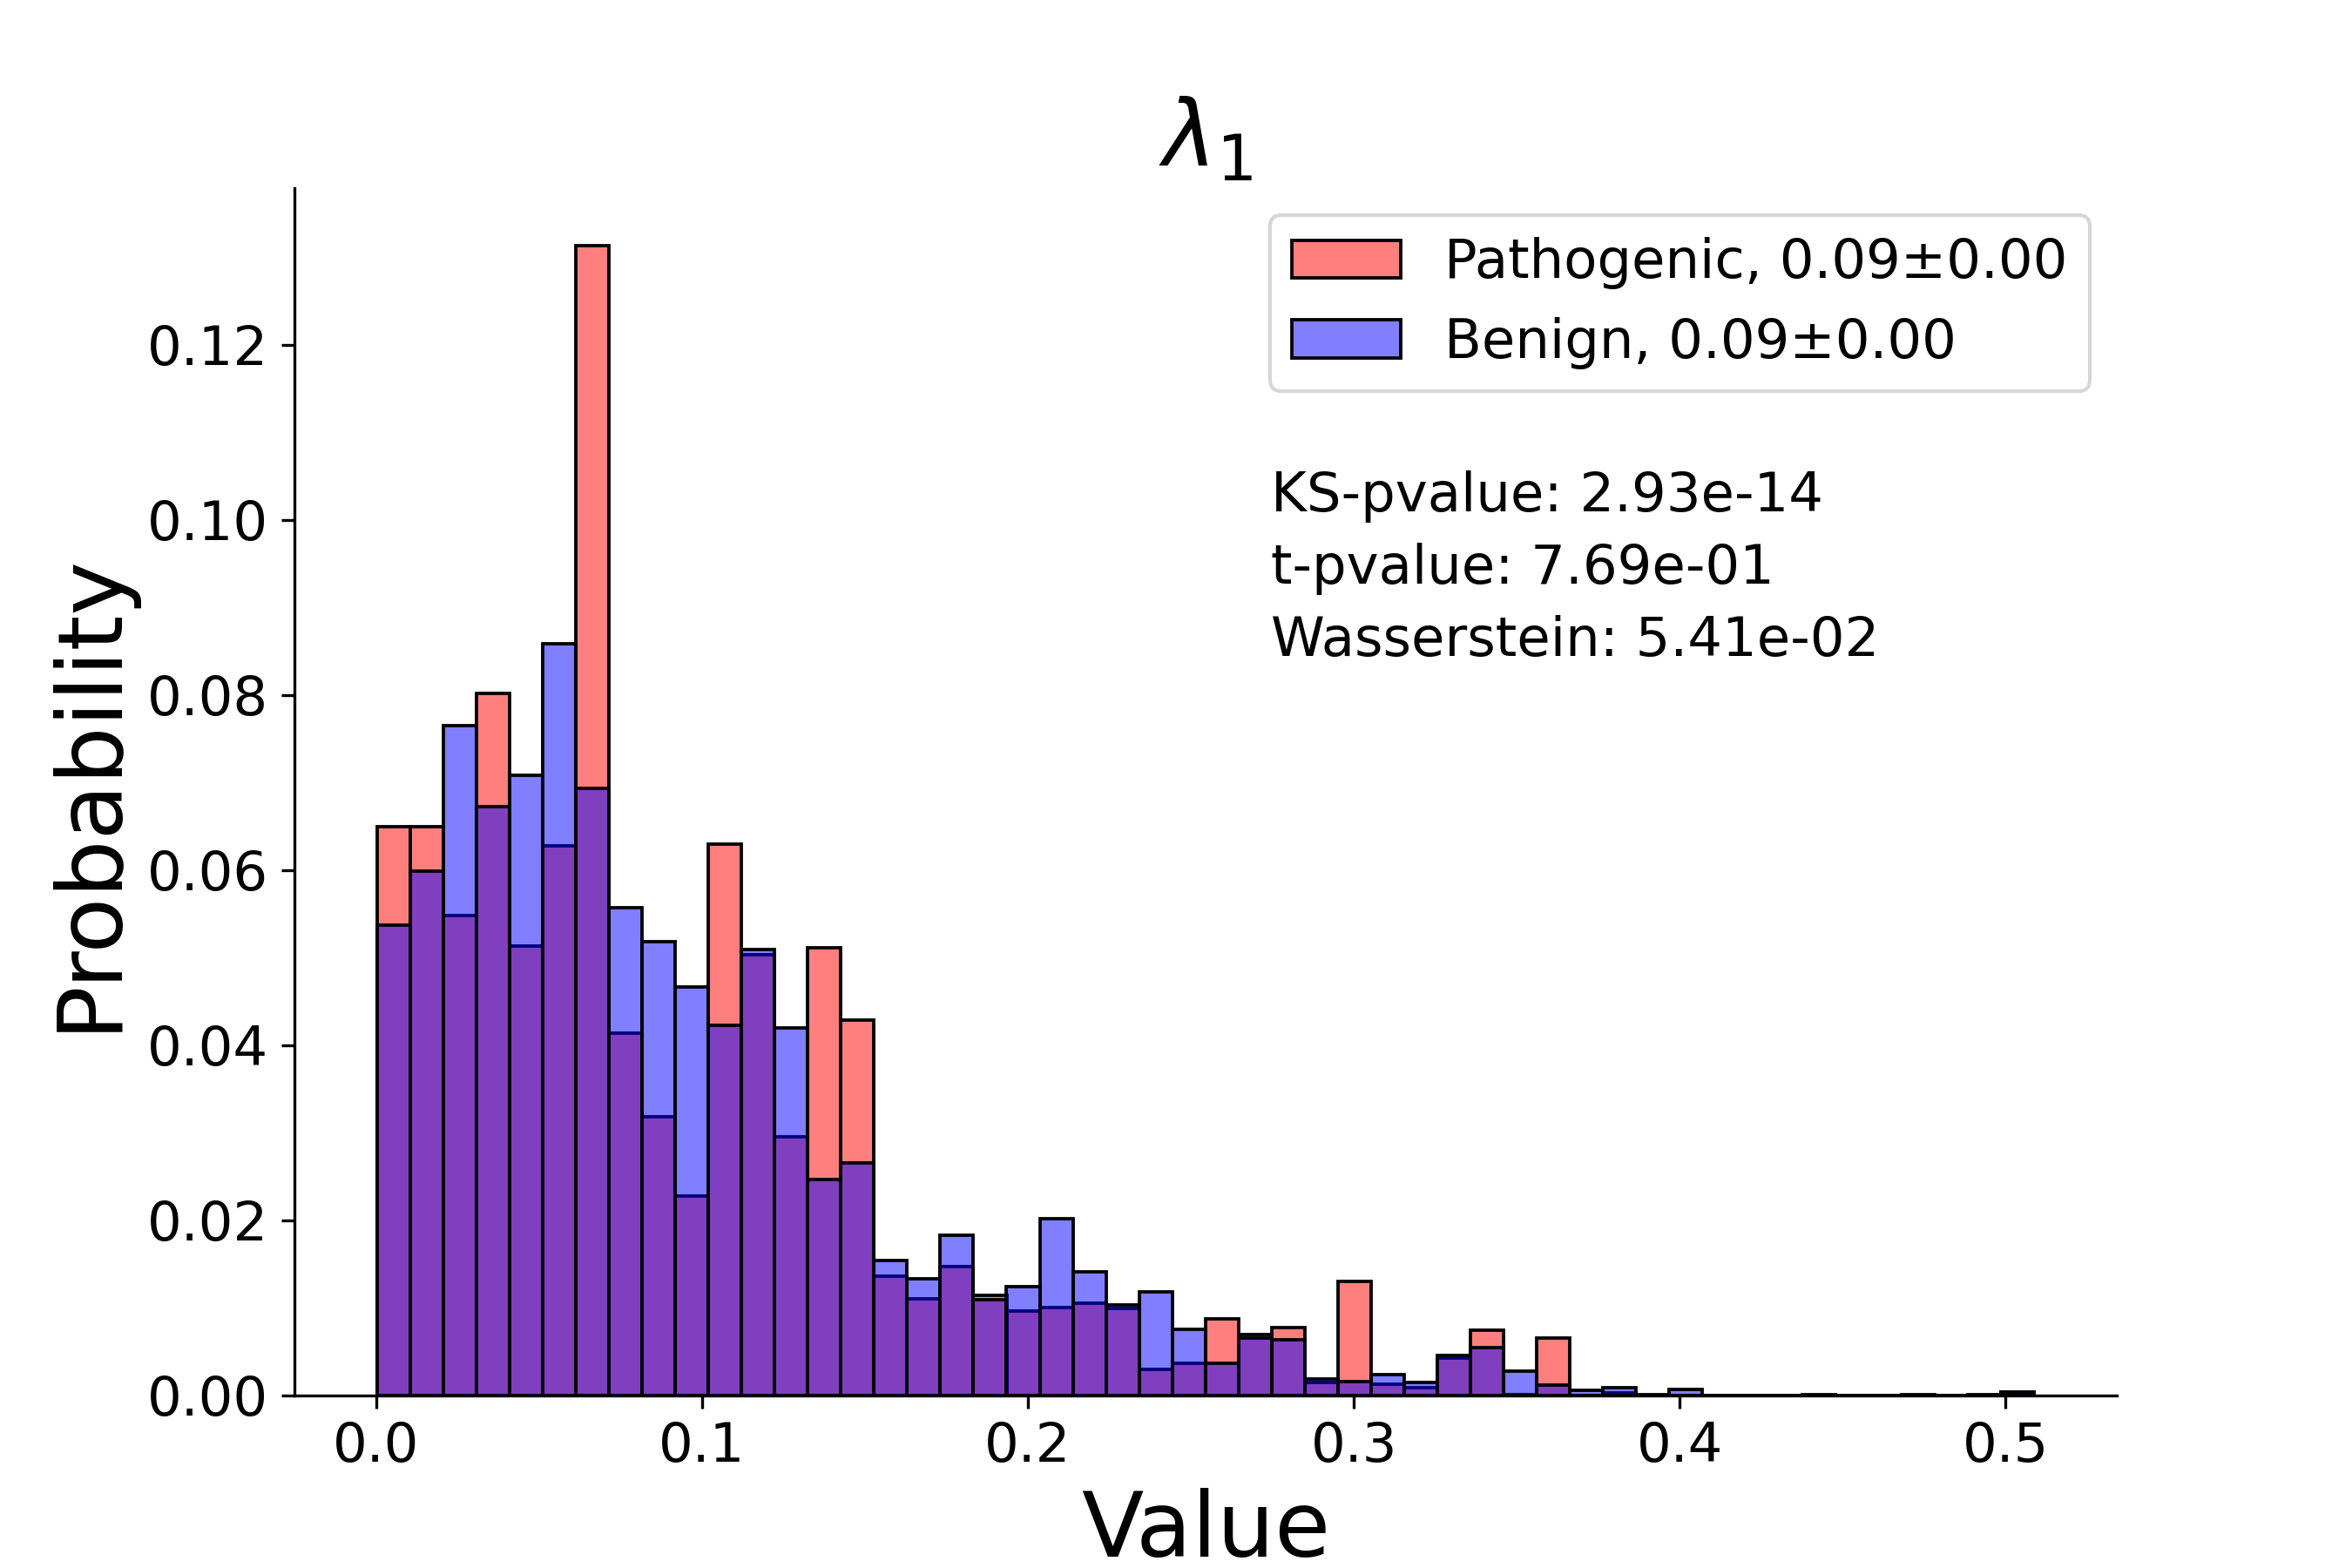 λ1
Pathogenic, 0.09±0.00
Benign, 0.09±0.00
KS-pvalue: 2.93e-14
t-pvalue: 7.69e-01
Wasserstein: 5.41e-02
Probability
0.12
0.10
0.08
0.06
0.04
0.02
0.00
0.0 0.1 0.2 0.3 0.4 0.5
Value